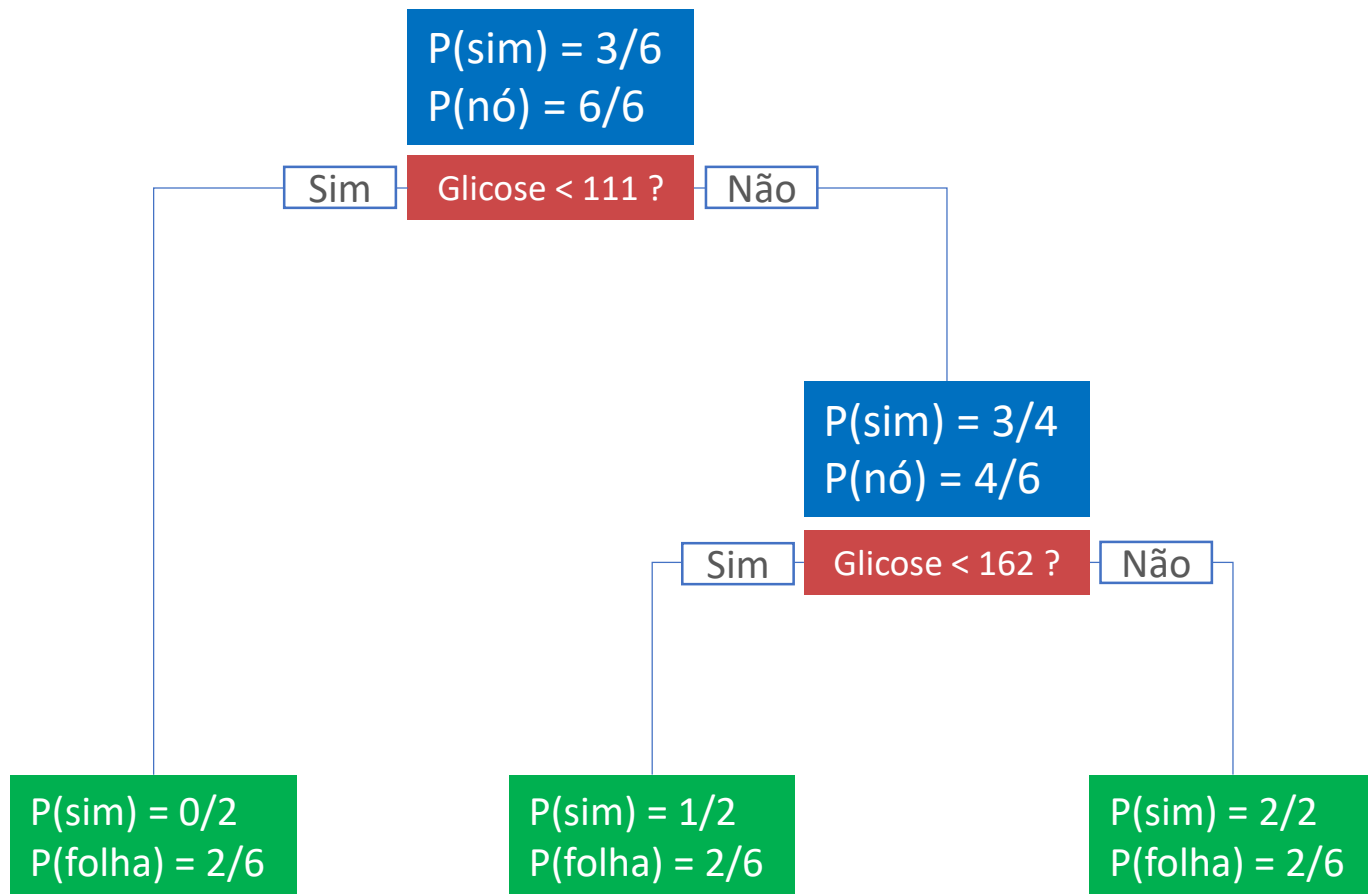 P(sim) = 3/6
P(nó) = 6/6
Sim
Glicose < 111 ?
Não
P(sim) = 3/4
P(nó) = 4/6
Sim
Glicose < 162 ?
Não
P(sim) = 0/2
P(folha) = 2/6
P(sim) = 1/2
P(folha) = 2/6
P(sim) = 2/2
P(folha) = 2/6